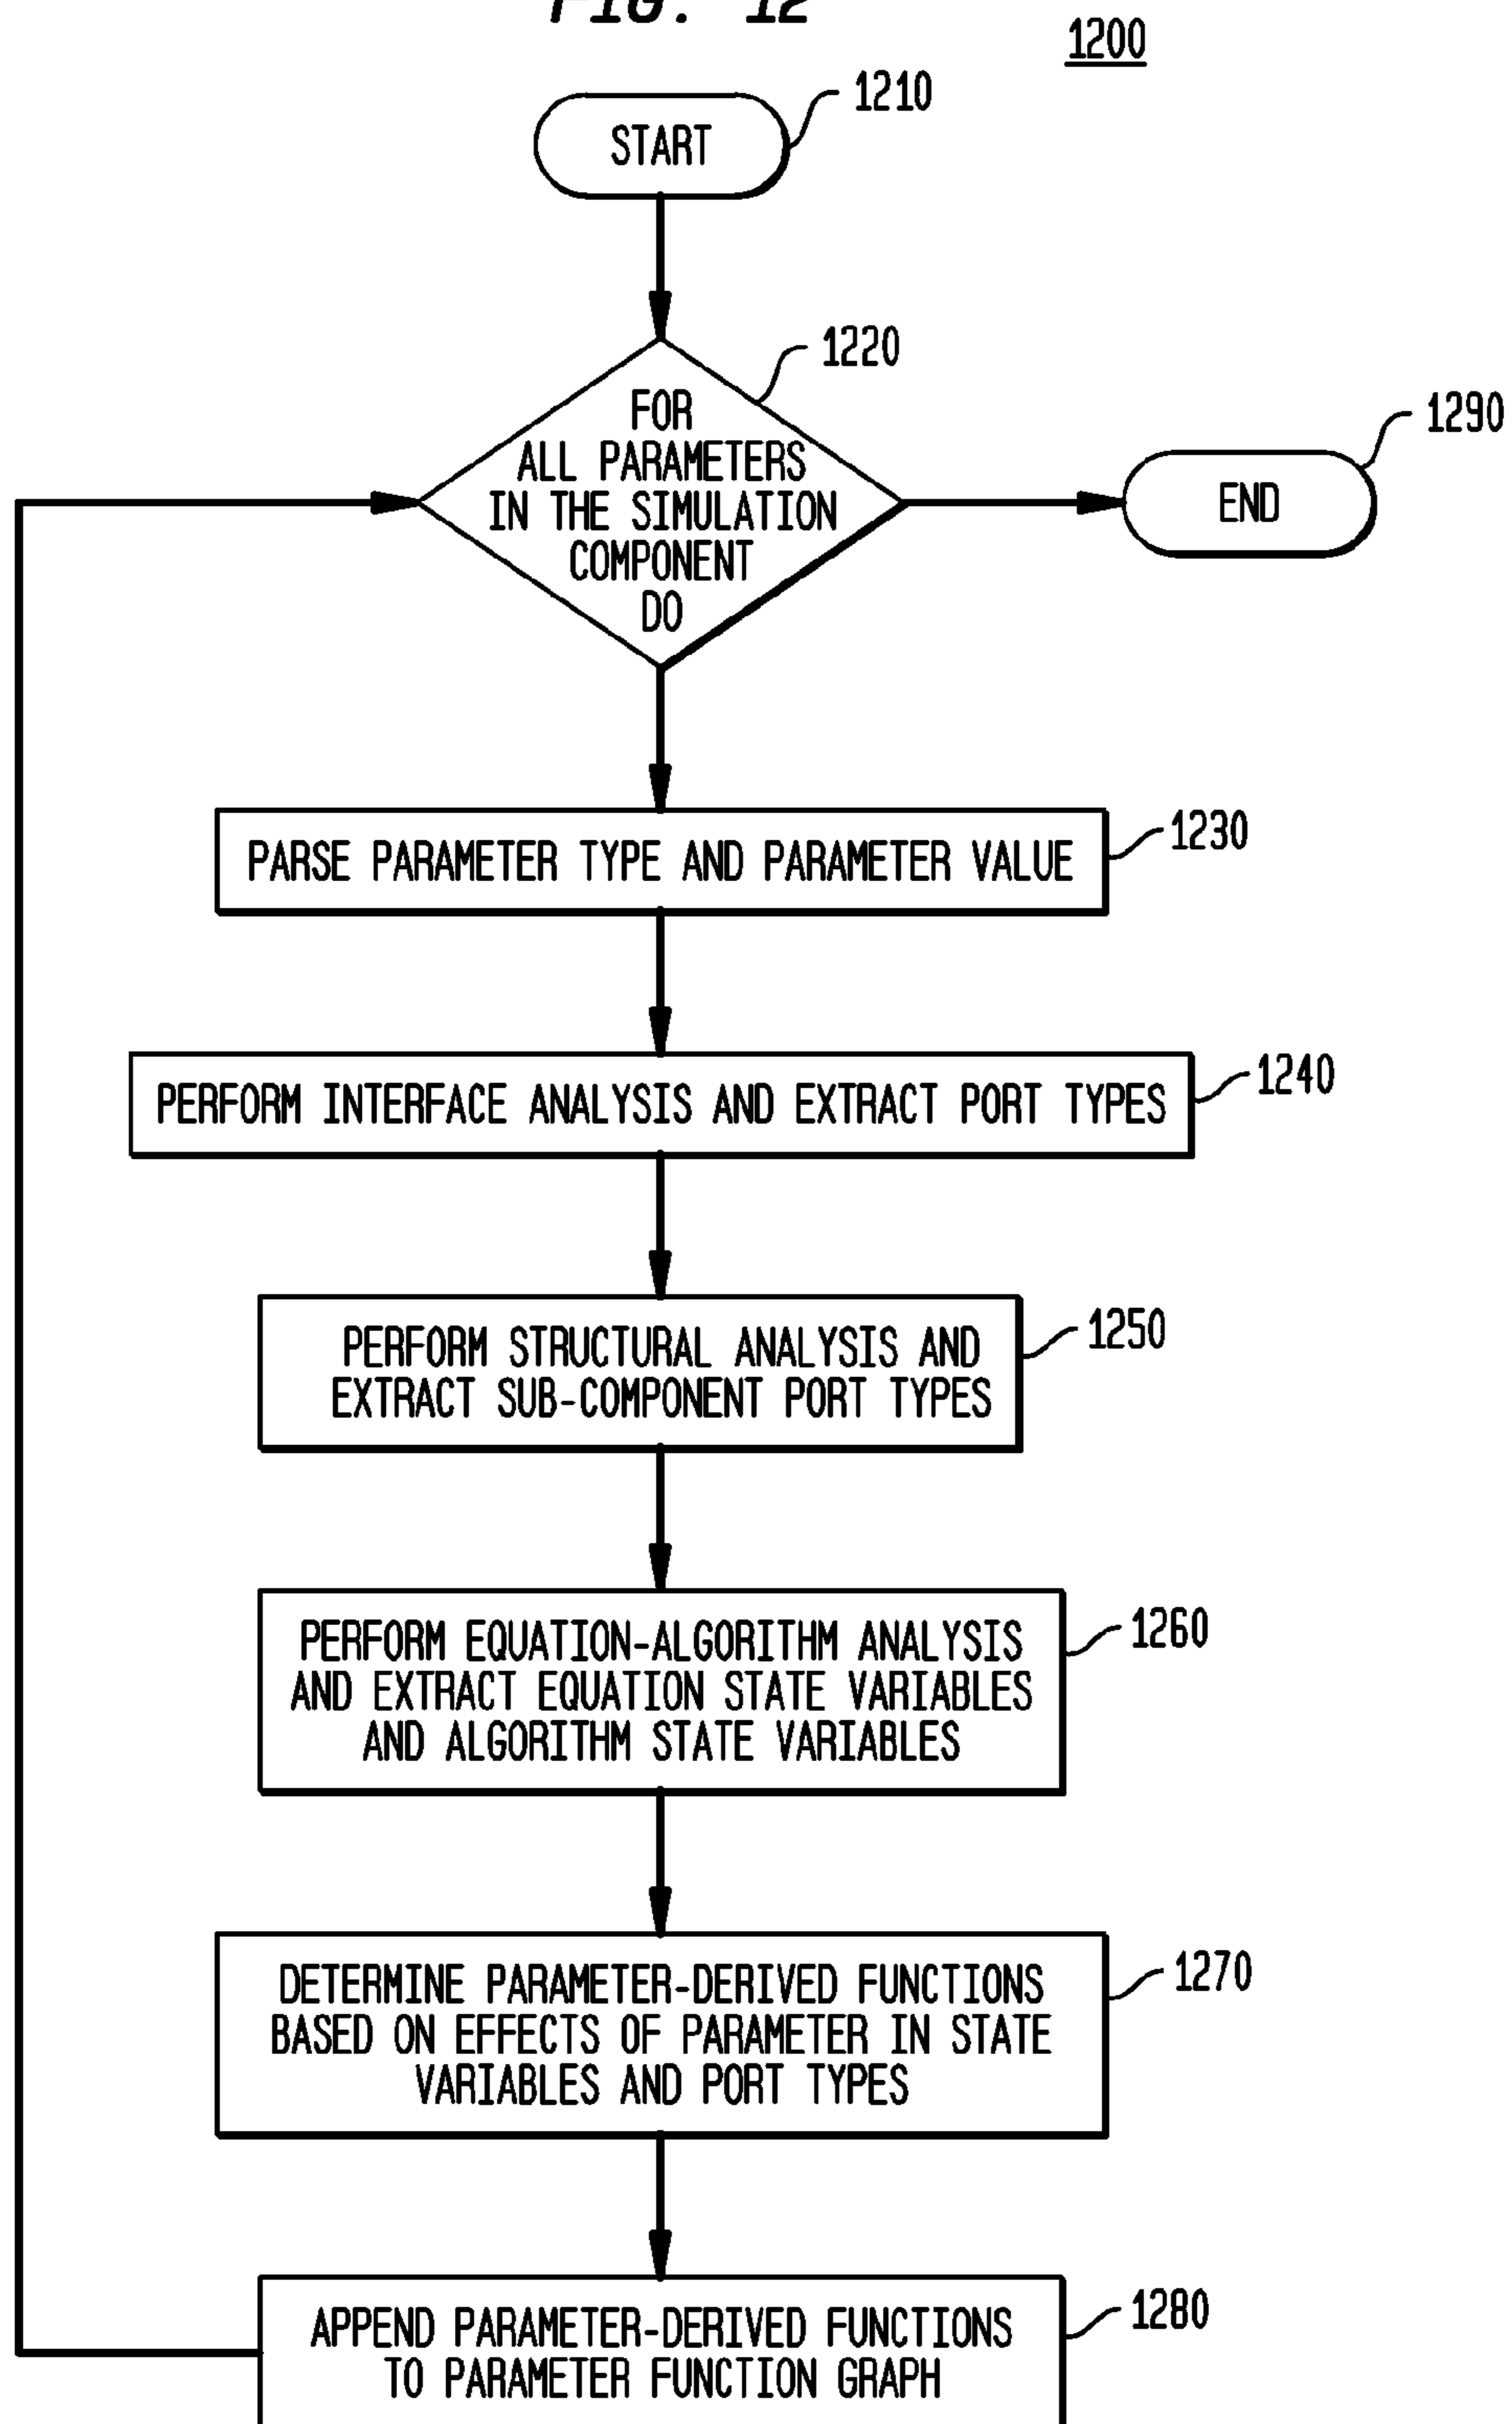 FIG. 12
1200
1210
START
1220
FOR
ALL PARAMETERS
IN THE SIMULATION
COMPONENT
DO
1290
END
1230
PARSE PARAMETER TYPE AND PARAMETER VALUE
1240
PERFORM INTERFACE ANALYSIS AND EXTRACT PORT TYPES
1250
PERFORM STRUCTURAL ANALYSIS AND
EXTRACT SUB-COMPONENT PORT TYPES
1260
PERFORM EQUATION-ALGORITHM ANALYSIS
AND EXTRACT EQUATION STATE VARIABLES
AND ALGORITHM STATE VARIABLES
1270
DETERMINE PARAMETER-DERIVED FUNCTIONS
BASED ON EFFECTS OF PARAMETER IN STATE
VARIABLES AND PORT TYPES
1280
APPEND PARAMETER-DERIVED FUNCTIONS
TO PARAMETER FUNCTION GRAPH